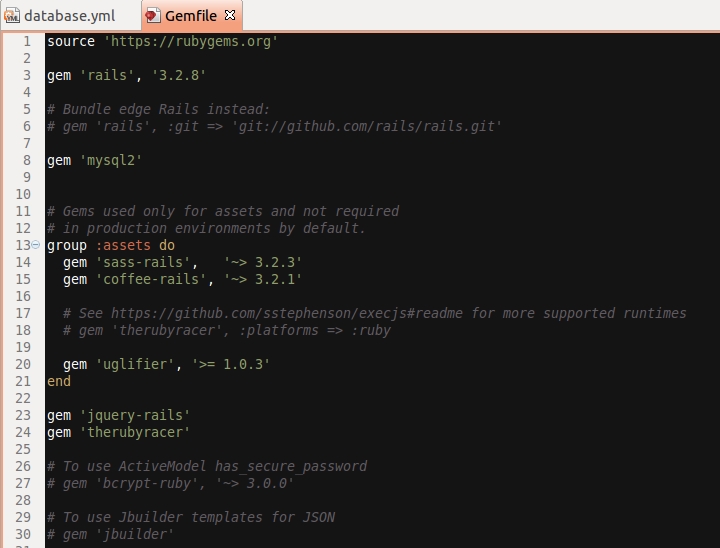 database.yml Gemfile
1 source 'https://rubygems.org'
2
3 gem 'rails', '3.2.8'
4
5 # Bundle edge Rails instead:
6 # gem 'rails', :git => 'git://github.com/rails/rails.git'
7
8 gem 'mysql2'
9
10
11 # Gems used only for assets and not required
12 # in production environments by default.
13 group :assets do
14   gem 'sass-rails',   '~> 3.2.3'
15   gem 'coffee-rails', '~> 3.2.1'
16
17   # See https://github.com/sstephenson/execjs#readme for more supported runtimes
18   # gem 'therubyracer', :platforms => :ruby
19
20   gem 'uglifier', '>= 1.0.3'
21 end
22
23 gem 'jquery-rails'
24 gem 'therubyracer'
25
26 # To use ActiveModel has_secure_password
27 # gem 'bcrypt-ruby', '~> 3.0.0'
28
29 # To use Jbuilder templates for JSON
30 # gem 'jbuilder'